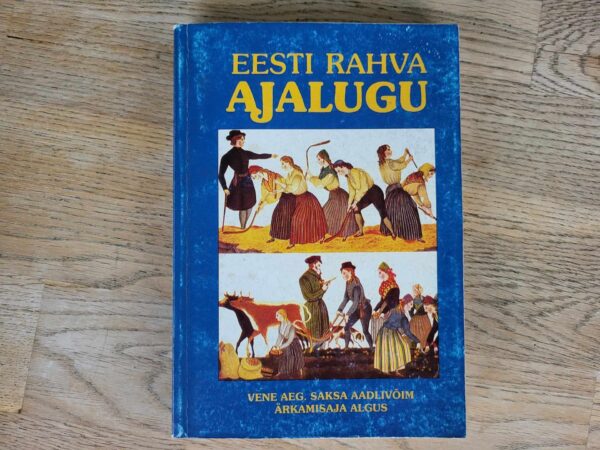 EESTI RAHVA
AJALUGU
VENE AEG. SAKSA AADLIVÕIM
ÄRKAMISAJA ALGUS